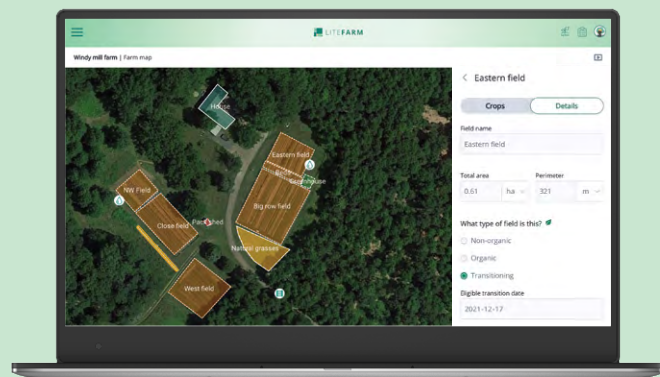 LITEFARM
Windy mill farm | Farm map
Eastern field
Crops
Details
Field name
Eastern field
Total area
Perimeter
0.61
ha
321
m
What type of field is this?
Non-organic
Organic
Transitioning
Eligible transition date
2021-12-17
House
Eastern field
Beds
Greenhouse
NW Field
Big row field
Close field
Natural grasses
West field